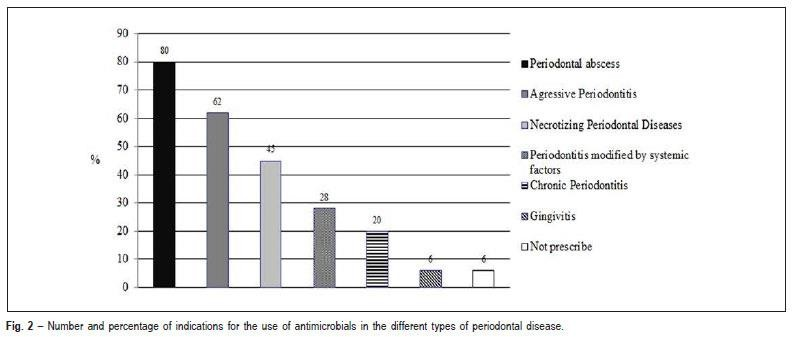 90
80
70
60
50
40
30
20
10
0
%
80
62
45
28
20
6
6
Periodontal abscess
Agressive Periodontitis
Necrotizing Periodontal Diseases
Periodontitis modified by systemic
factors
Chronic Periodontitis
Gingivitis
Not prescribe
Fig. 2 – Number and percentage of indications for the use of antimicrobials in the different types of periodontal disease.